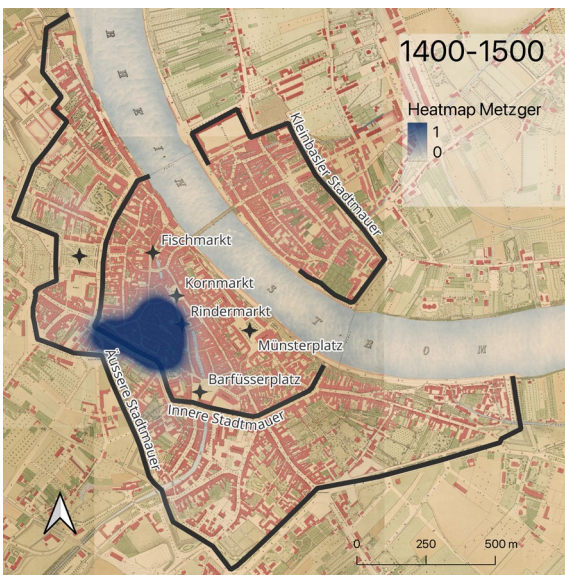 1400-1500
Heatmap Metzger
1
0
R H E I N
Kleinbasler Stadtmauer
Fischmarkt
Kornmarkt
Rindermarkt
Münsterplatz
S T R O M
Barfüsserplatz
Innere Stadtmauer
Äussere Stadtmauer
0 250 500 m